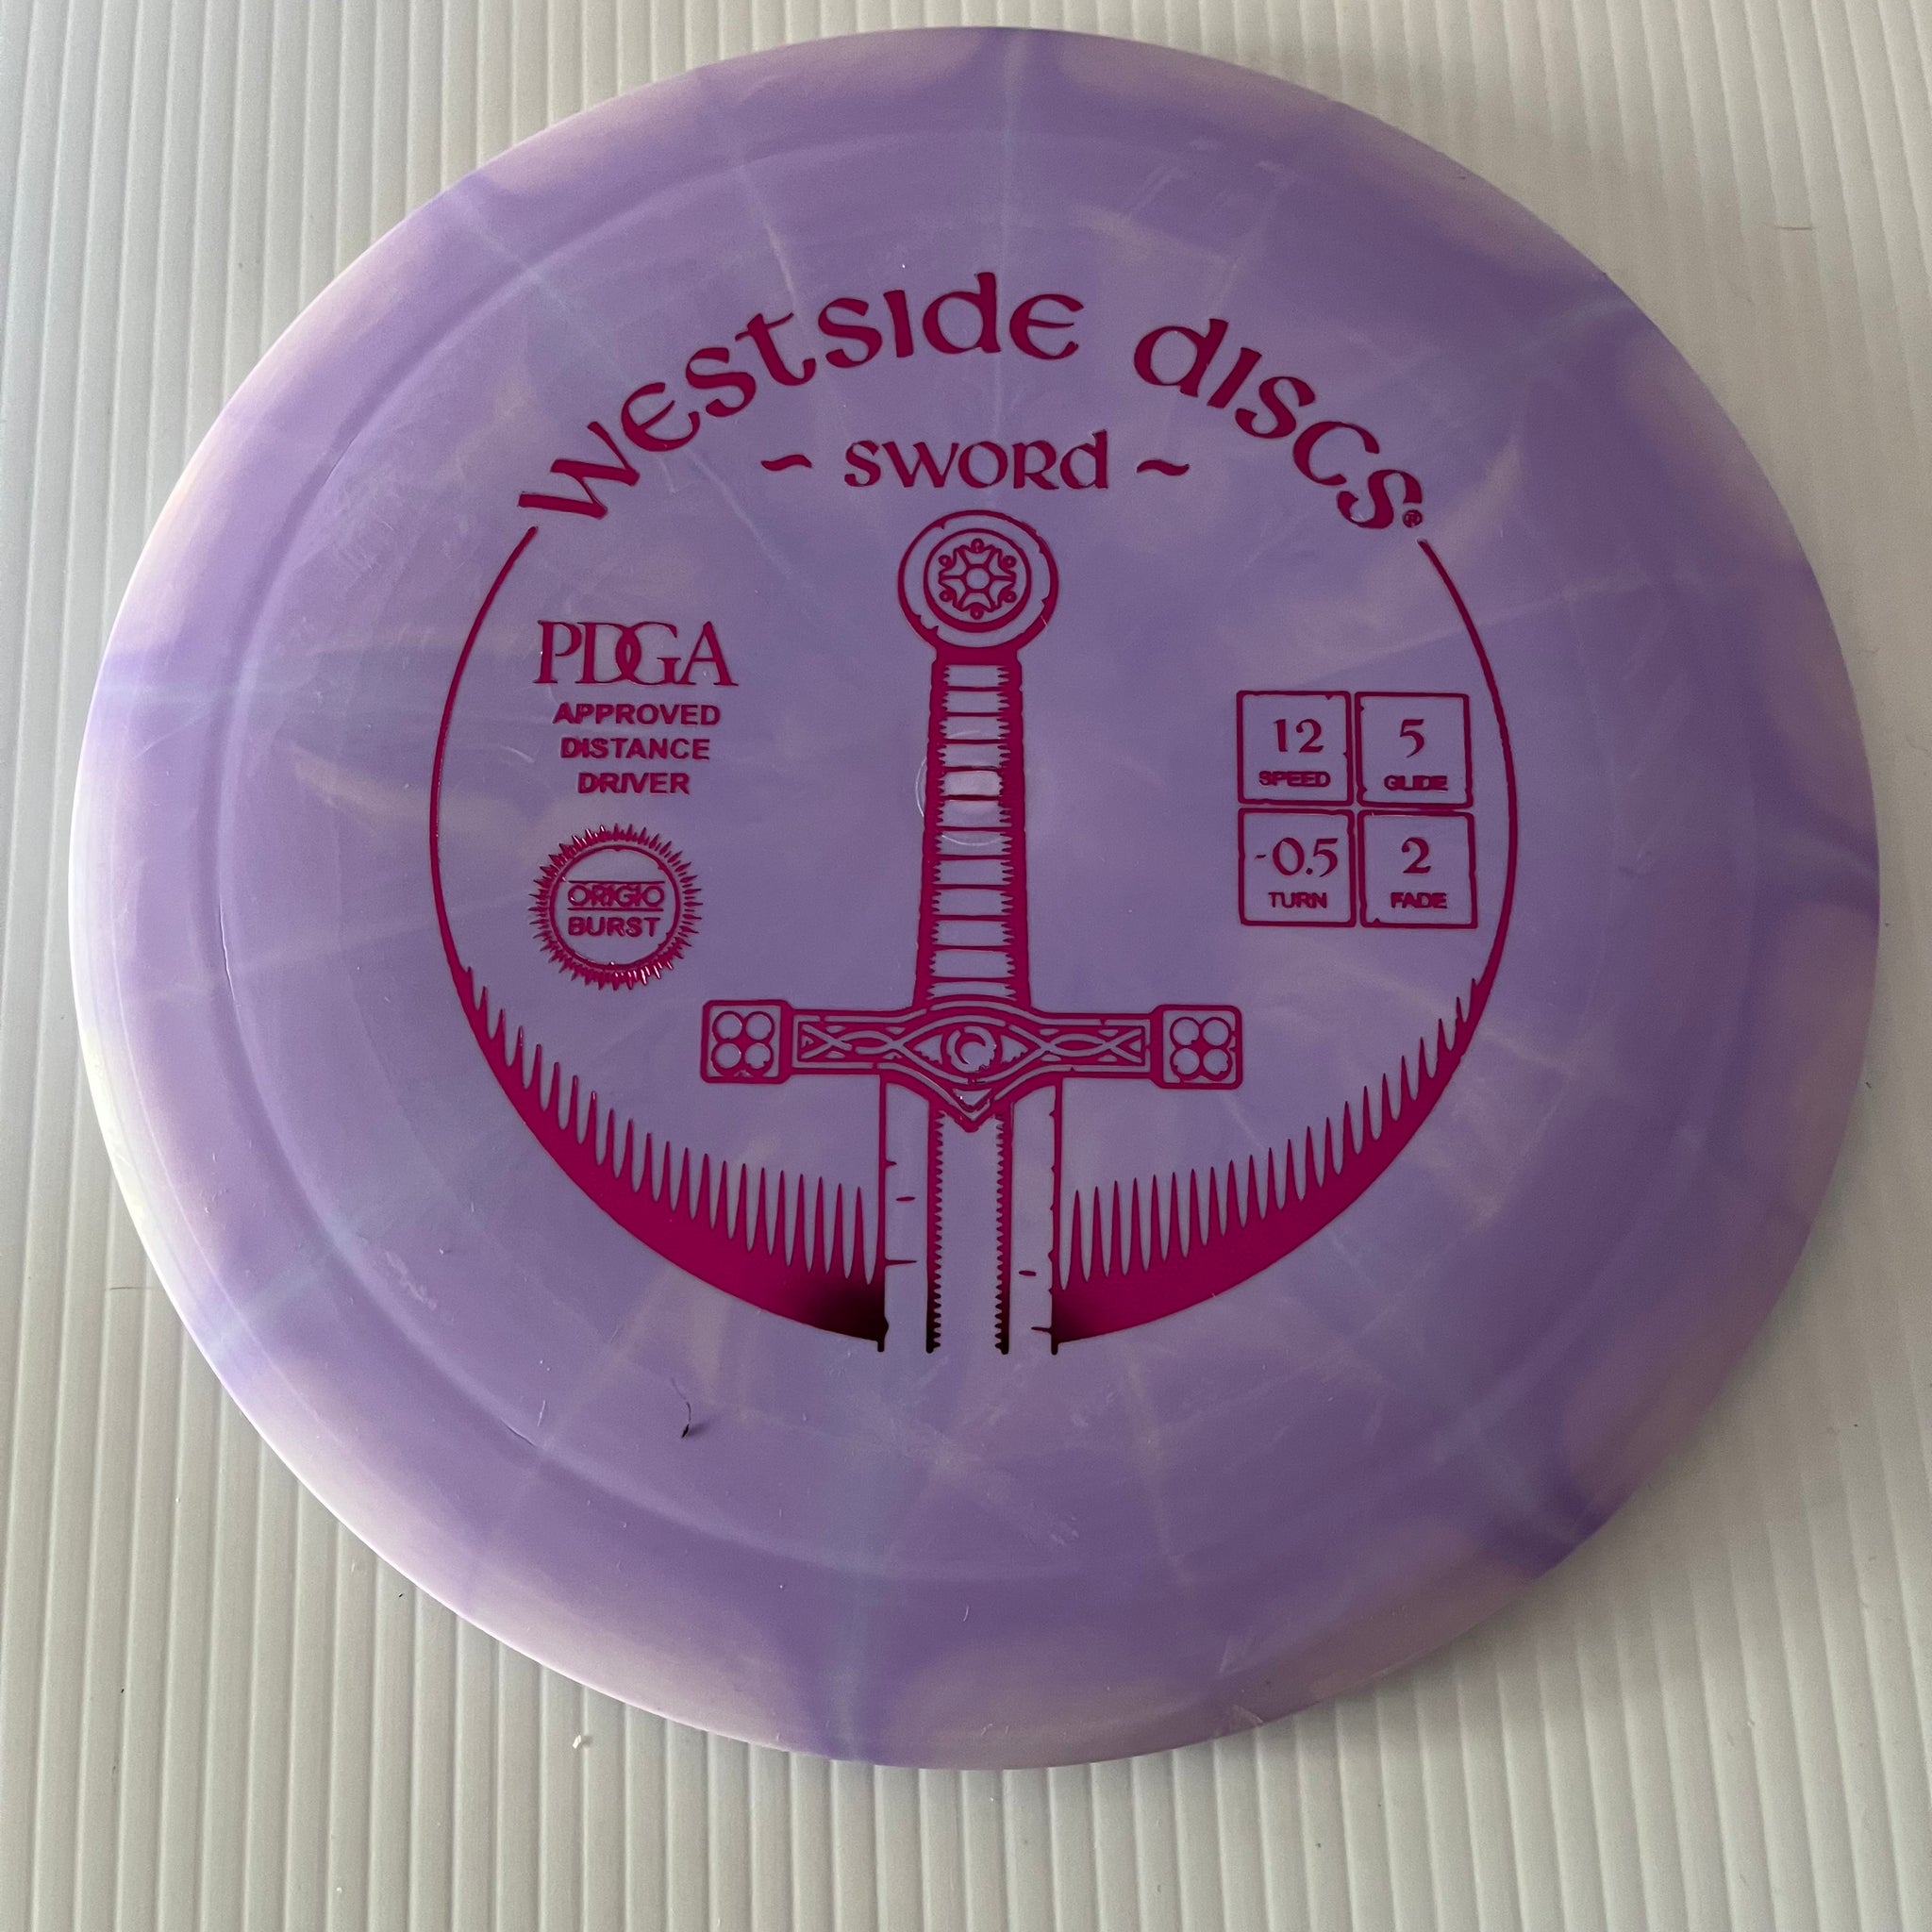 westside discs®
~ sword ~
PDGA
APPROVED
DISTANCE
DRIVER
ORIGIO
BURST
12 5
SPEED GLIDE
-0.5 2
TURN FADE